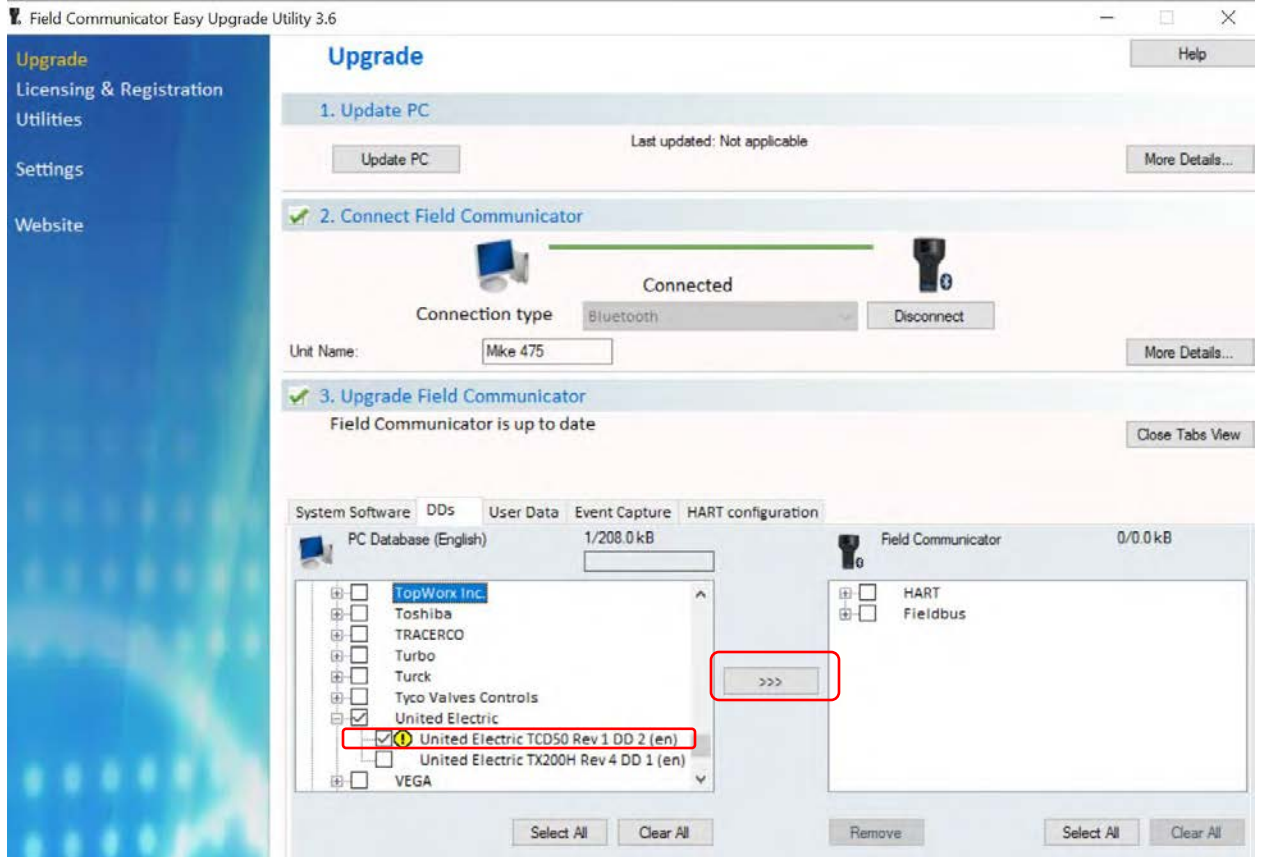 Field Communicator Easy Upgrade Utility 3.6
Upgrade
Licensing & Registration
Utilities
Settings
Website
Upgrade
Help
1. Update PC
Update PC
Last updated: Not applicable
More Details...
2. Connect Field Communicator
Connected
Connection type
Bluetooth
Disconnect
Unit Name:
Mike 475
More Details...
3. Upgrade Field Communicator
Field Communicator is up to date
Close Tabs View
System Software DDs User Data Event Capture HART configuration
PC Database (English) 1/208.0 kB
TopWorx Inc.
Toshiba
TRACERCO
Turbo
Turck
Tyco Valves Controls
United Electric
United Electric TCD50 Rev 1 DD 2 (en)
United Electric TX200H Rev 4 DD 1 (en)
VEGA
Select All Clear All
>>>
Field Communicator 0/0.0 kB
HART
Fieldbus
Remove Select All Clear All